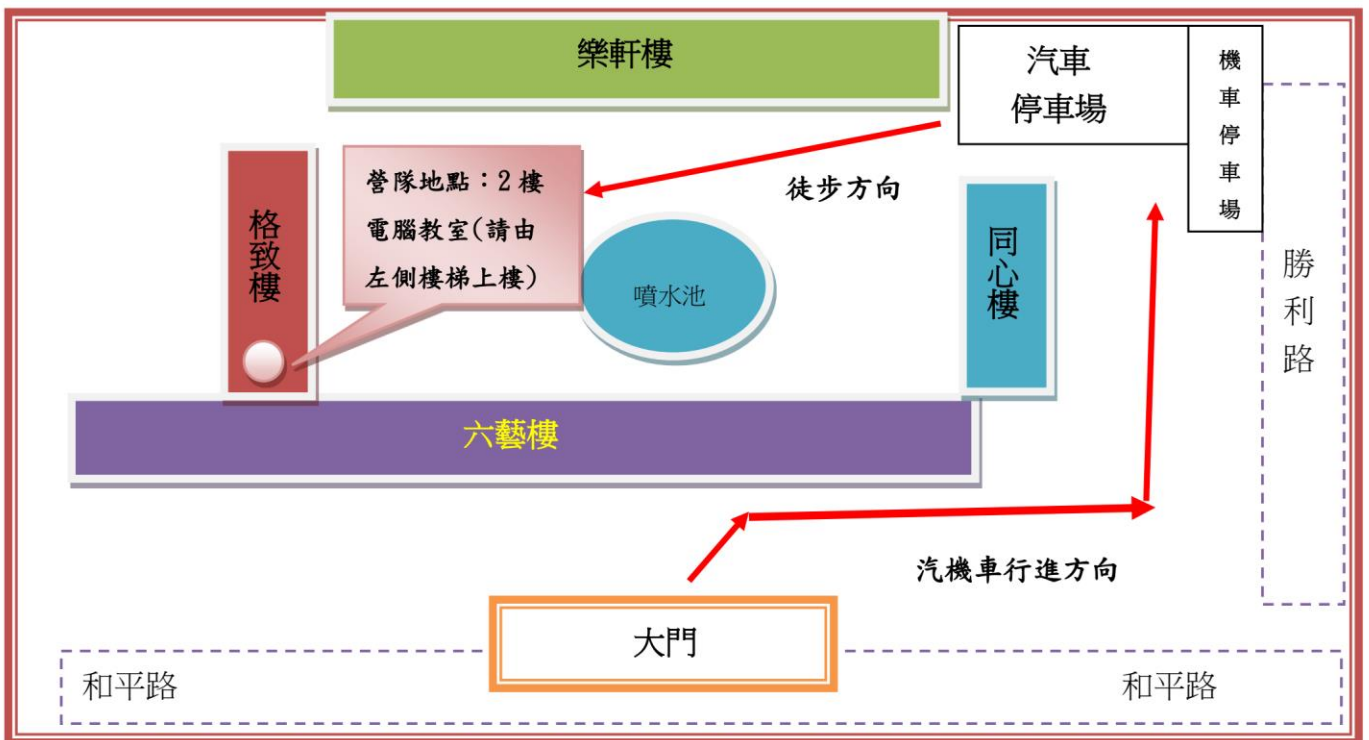 樂軒樓
汽車
停車場
機車停車場
營隊地點：2 樓
電腦教室(請由
左側樓梯上樓)
徒步方向
格致樓
同心樓
噴水池
勝利路
六藝樓
汽機車行進方向
大門
和平路
和平路